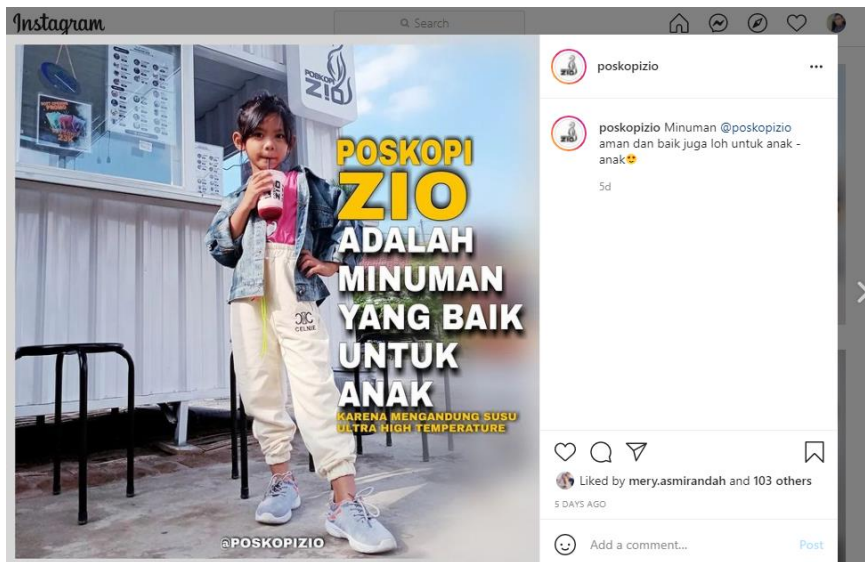 Instagram
Search
POSKOPI
ZIO
POSKOPI
ZIO
ADALAH
MINUMAN
YANG BAIK
UNTUK
ANAK
KARENA MENGANDUNG SUSU
ULTRA HIGH TEMPERATURE
ZIO
CELNIE
@POSKOPIZIO
poskopizio
poskopizio Minuman @poskopizio
aman dan baik juga loh untuk anak -
anak😍
5d
Liked by mery.asmirandah and 103 others
5 DAYS AGO
Add a comment...
Post